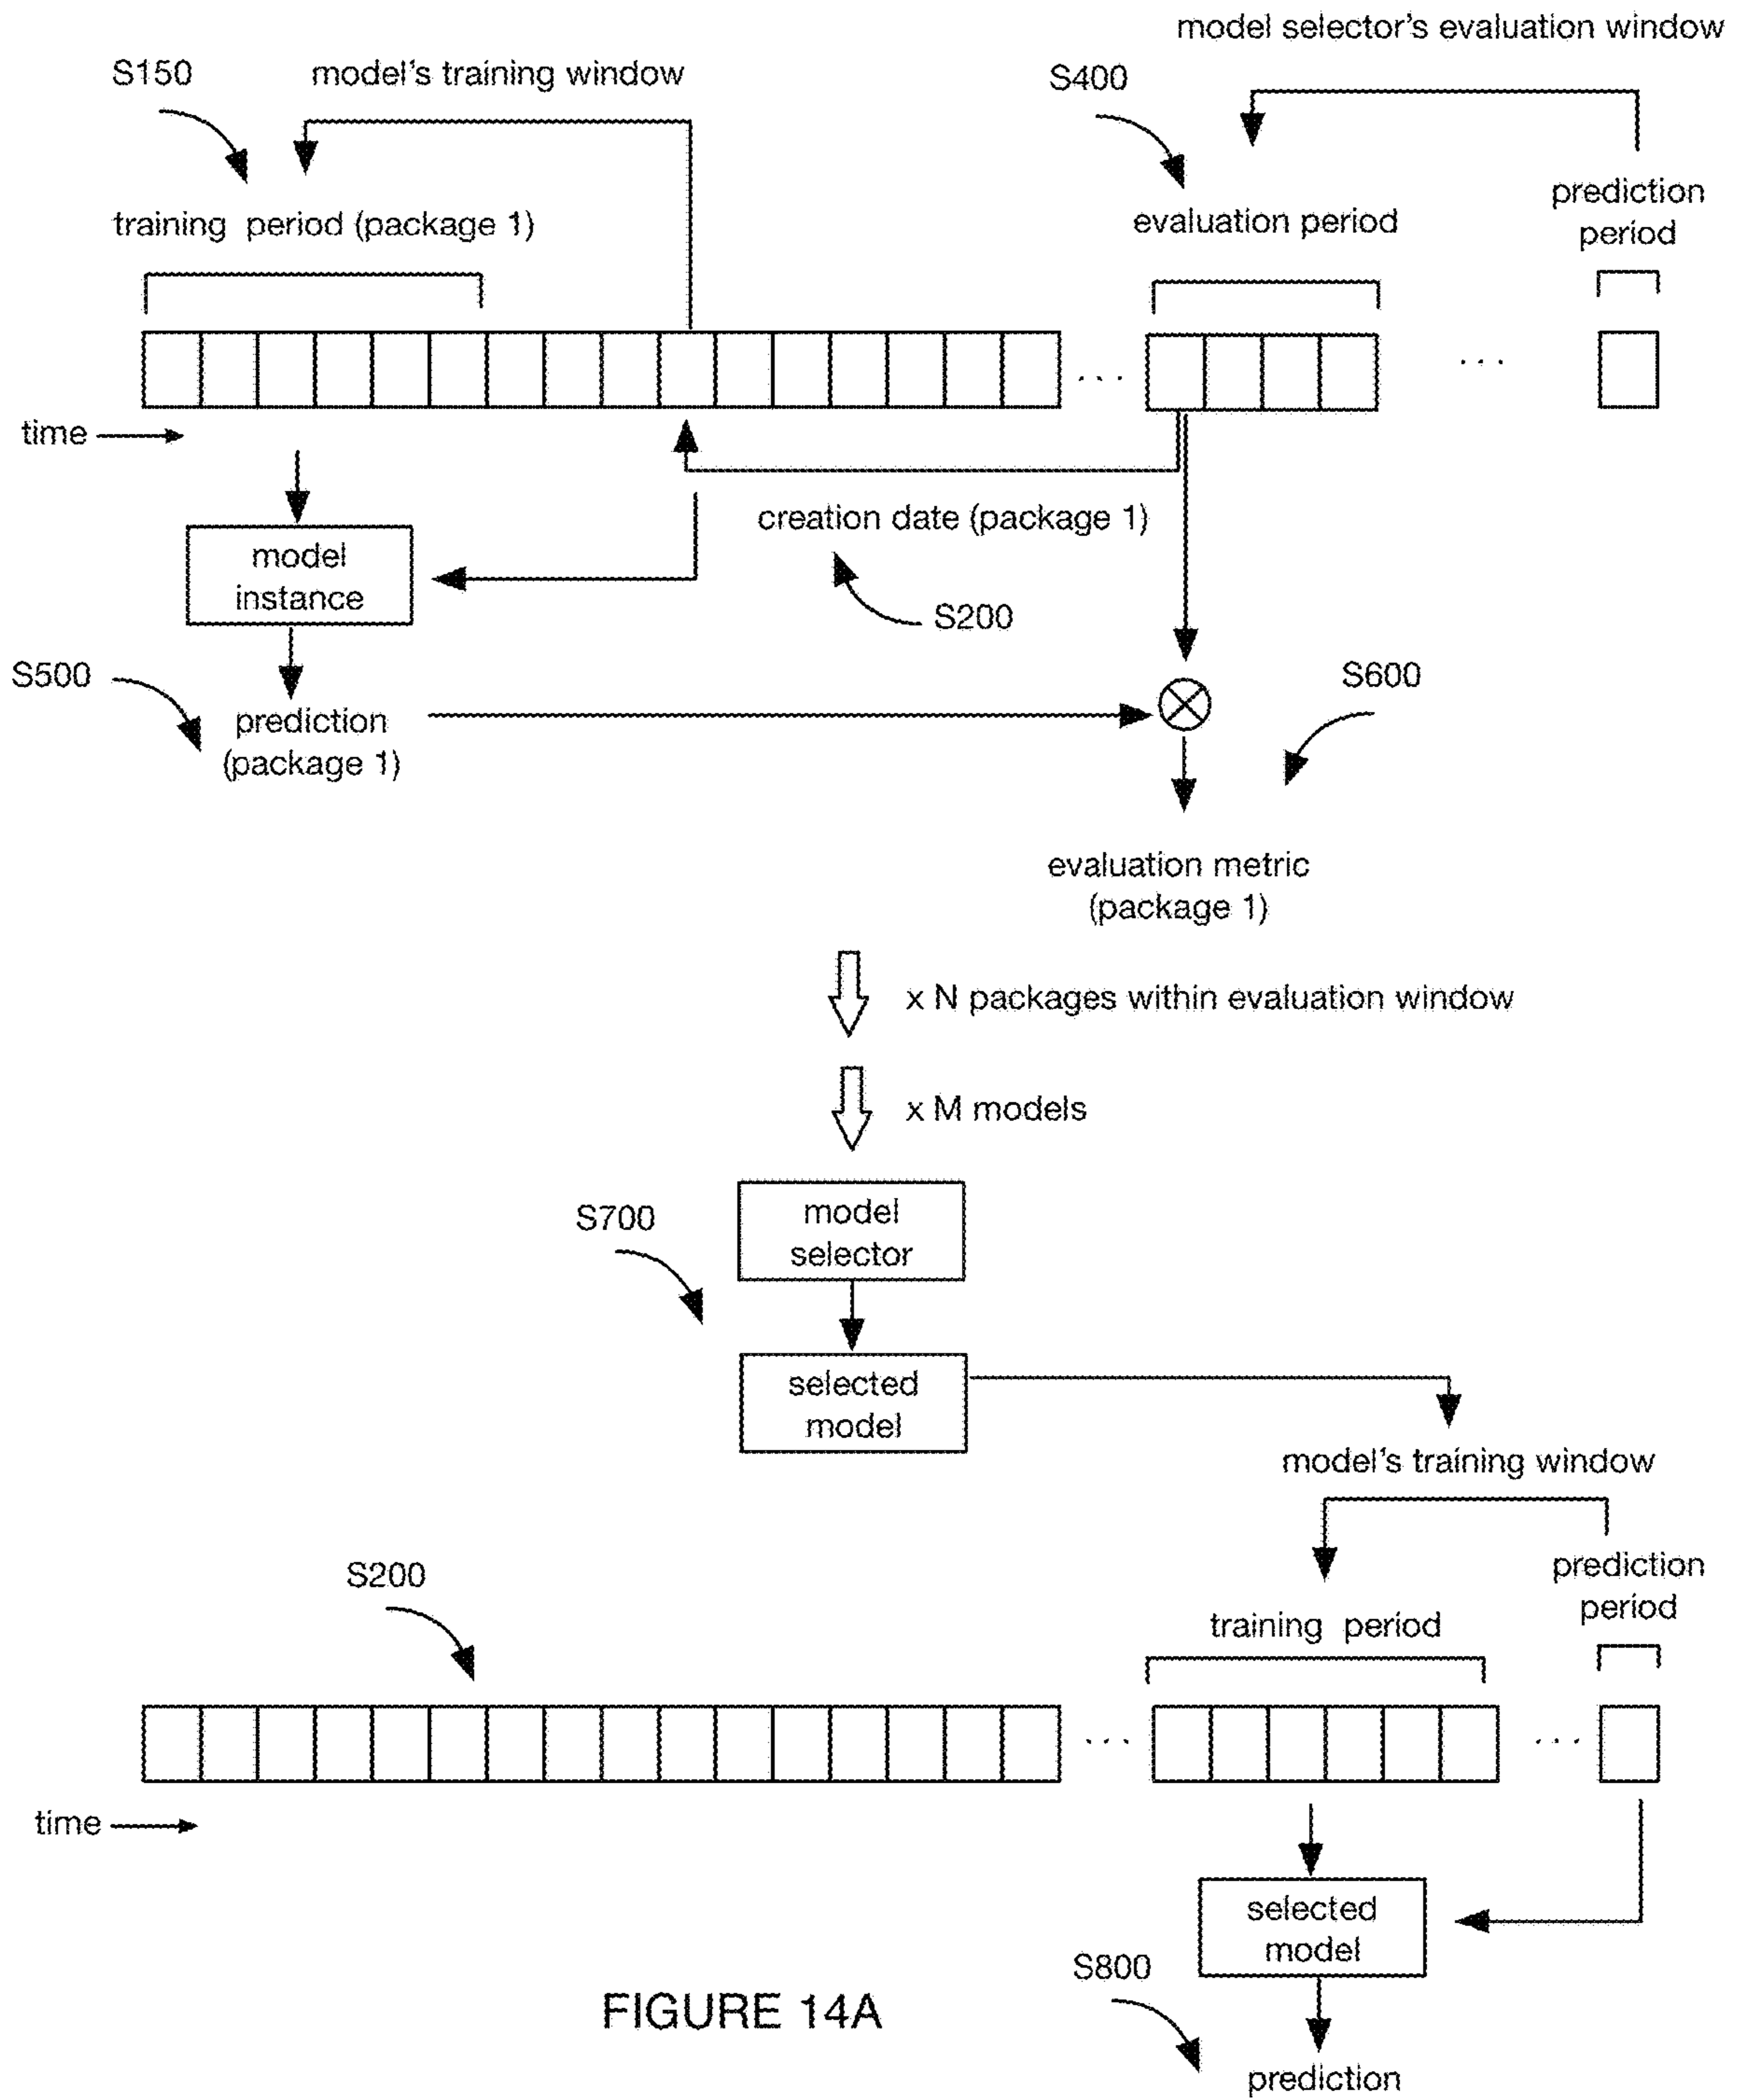 model selector's evaluation window
S150
model's training window
S400
prediction
period
training period (package 1)
evaluation period
. . .
. . .
time
creation date (package 1)
model
instance
S200
S500
S600
prediction
(package 1)
evaluation metric
(package 1)
x N packages within evaluation window
x M models
S700
model
selector
selected
model
model's training window
S200
prediction
period
training period
. . .
. . .
time
selected
model
S800
FIGURE 14A
prediction